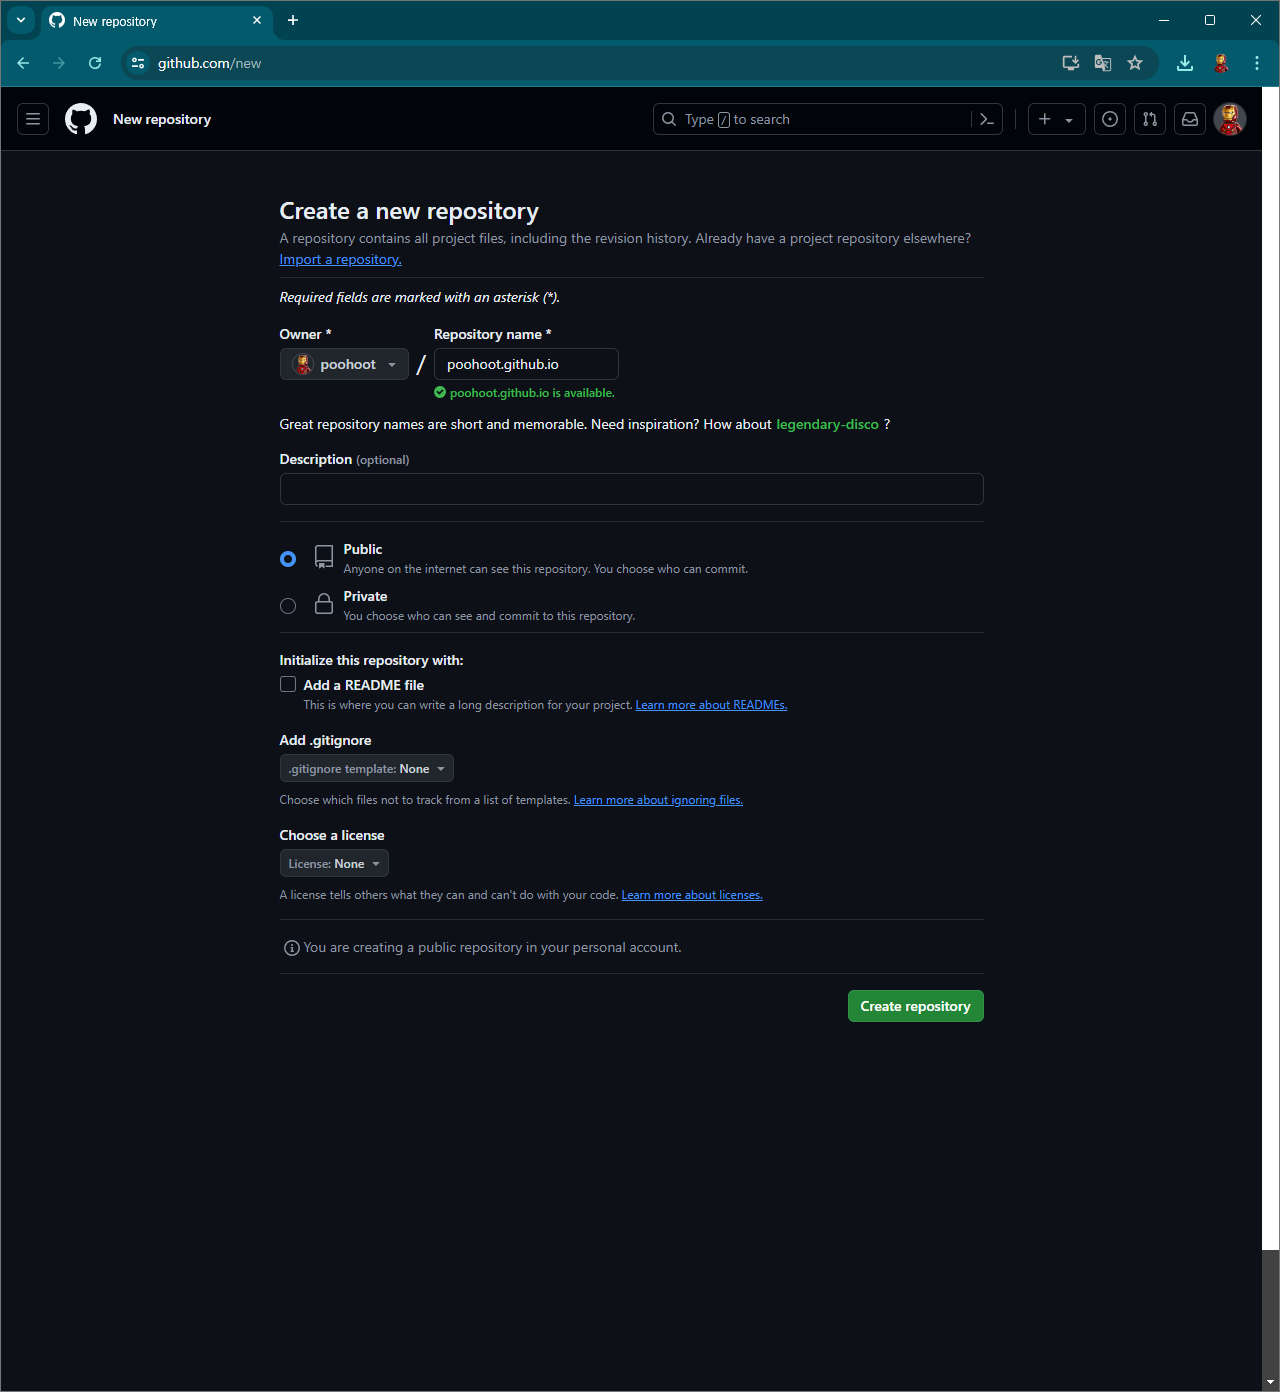 New repository
github.com/new
New repository
Type / to search
Create a new repository
A repository contains all project files, including the revision history. Already have a project repository elsewhere?
Import a repository.
Required fields are marked with an asterisk (*).
Owner * Repository name *
poohoot / poohoot.github.io
poohoot.github.io is available.
Great repository names are short and memorable. Need inspiration? How about legendary-disco ?
Description (optional)
Public
Anyone on the internet can see this repository. You choose who can commit.
Private
You choose who can see and commit to this repository.
Initialize this repository with:
Add a README file
This is where you can write a long description for your project. Learn more about READMEs.
Add .gitignore
.gitignore template: None
Choose which files not to track from a list of templates. Learn more about ignoring files.
Choose a license
License: None
A license tells others what they can and can't do with your code. Learn more about licenses.
You are creating a public repository in your personal account.
Create repository